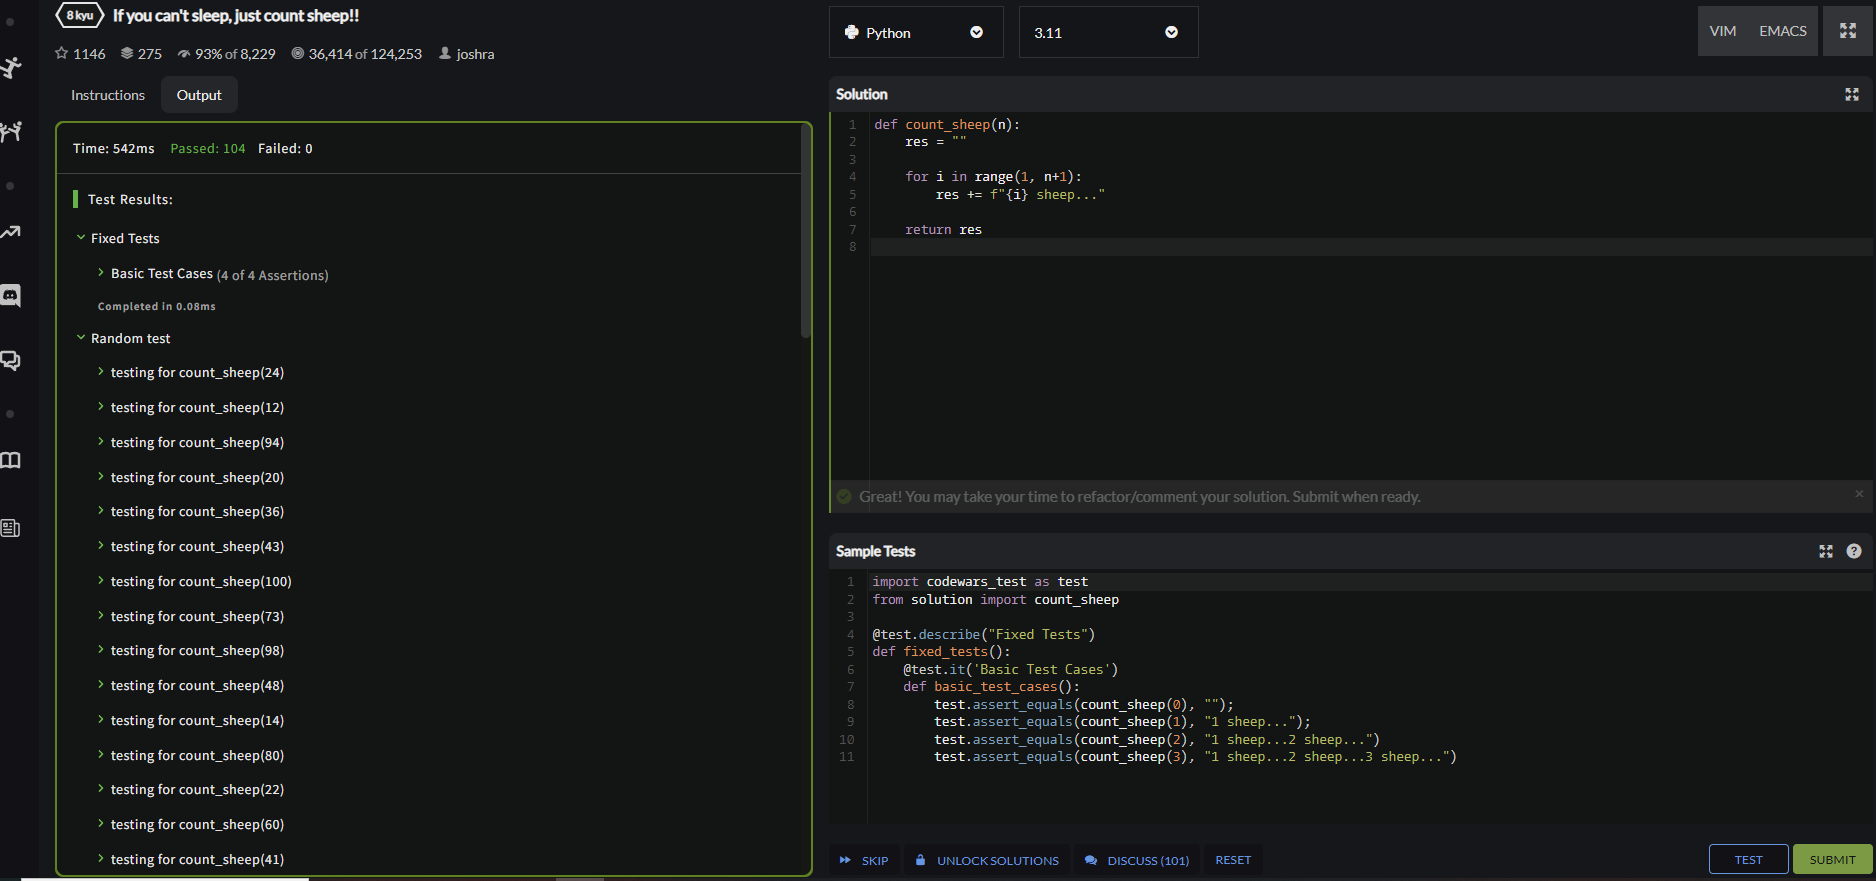 8 kyu If you can't sleep, just count sheep!!
1146 275 93% of 8,229 36,414 of 124,253 joshra
Instructions Output
Time: 542ms Passed: 104 Failed: 0
Test Results:
Fixed Tests
Basic Test Cases (4 of 4 Assertions)
Completed in 0.08ms
Random test
testing for count_sheep(24)
testing for count_sheep(12)
testing for count_sheep(94)
testing for count_sheep(20)
testing for count_sheep(36)
testing for count_sheep(43)
testing for count_sheep(100)
testing for count_sheep(73)
testing for count_sheep(98)
testing for count_sheep(48)
testing for count_sheep(14)
testing for count_sheep(80)
testing for count_sheep(22)
testing for count_sheep(60)
testing for count_sheep(41)
Python 3.11 VIM EMACS
Solution
1 def count_sheep(n):
2 res = ""
3
4 for i in range(1, n+1):
5 res += f"{i} sheep..."
6
7 return res
8
Great! You may take your time to refactor/comment your solution. Submit when ready.
Sample Tests
1 import codewars_test as test
2 from solution import count_sheep
3
4 @test.describe("Fixed Tests")
5 def fixed_tests():
6 @test.it('Basic Test Cases')
7 def basic_test_cases():
8 test.assert_equals(count_sheep(0), "");
9 test.assert_equals(count_sheep(1), "1 sheep...");
10 test.assert_equals(count_sheep(2), "1 sheep...2 sheep...")
11 test.assert_equals(count_sheep(3), "1 sheep...2 sheep...3 sheep...")
SKIP UNLOCK SOLUTIONS DISCUSS (101) RESET TEST SUBMIT